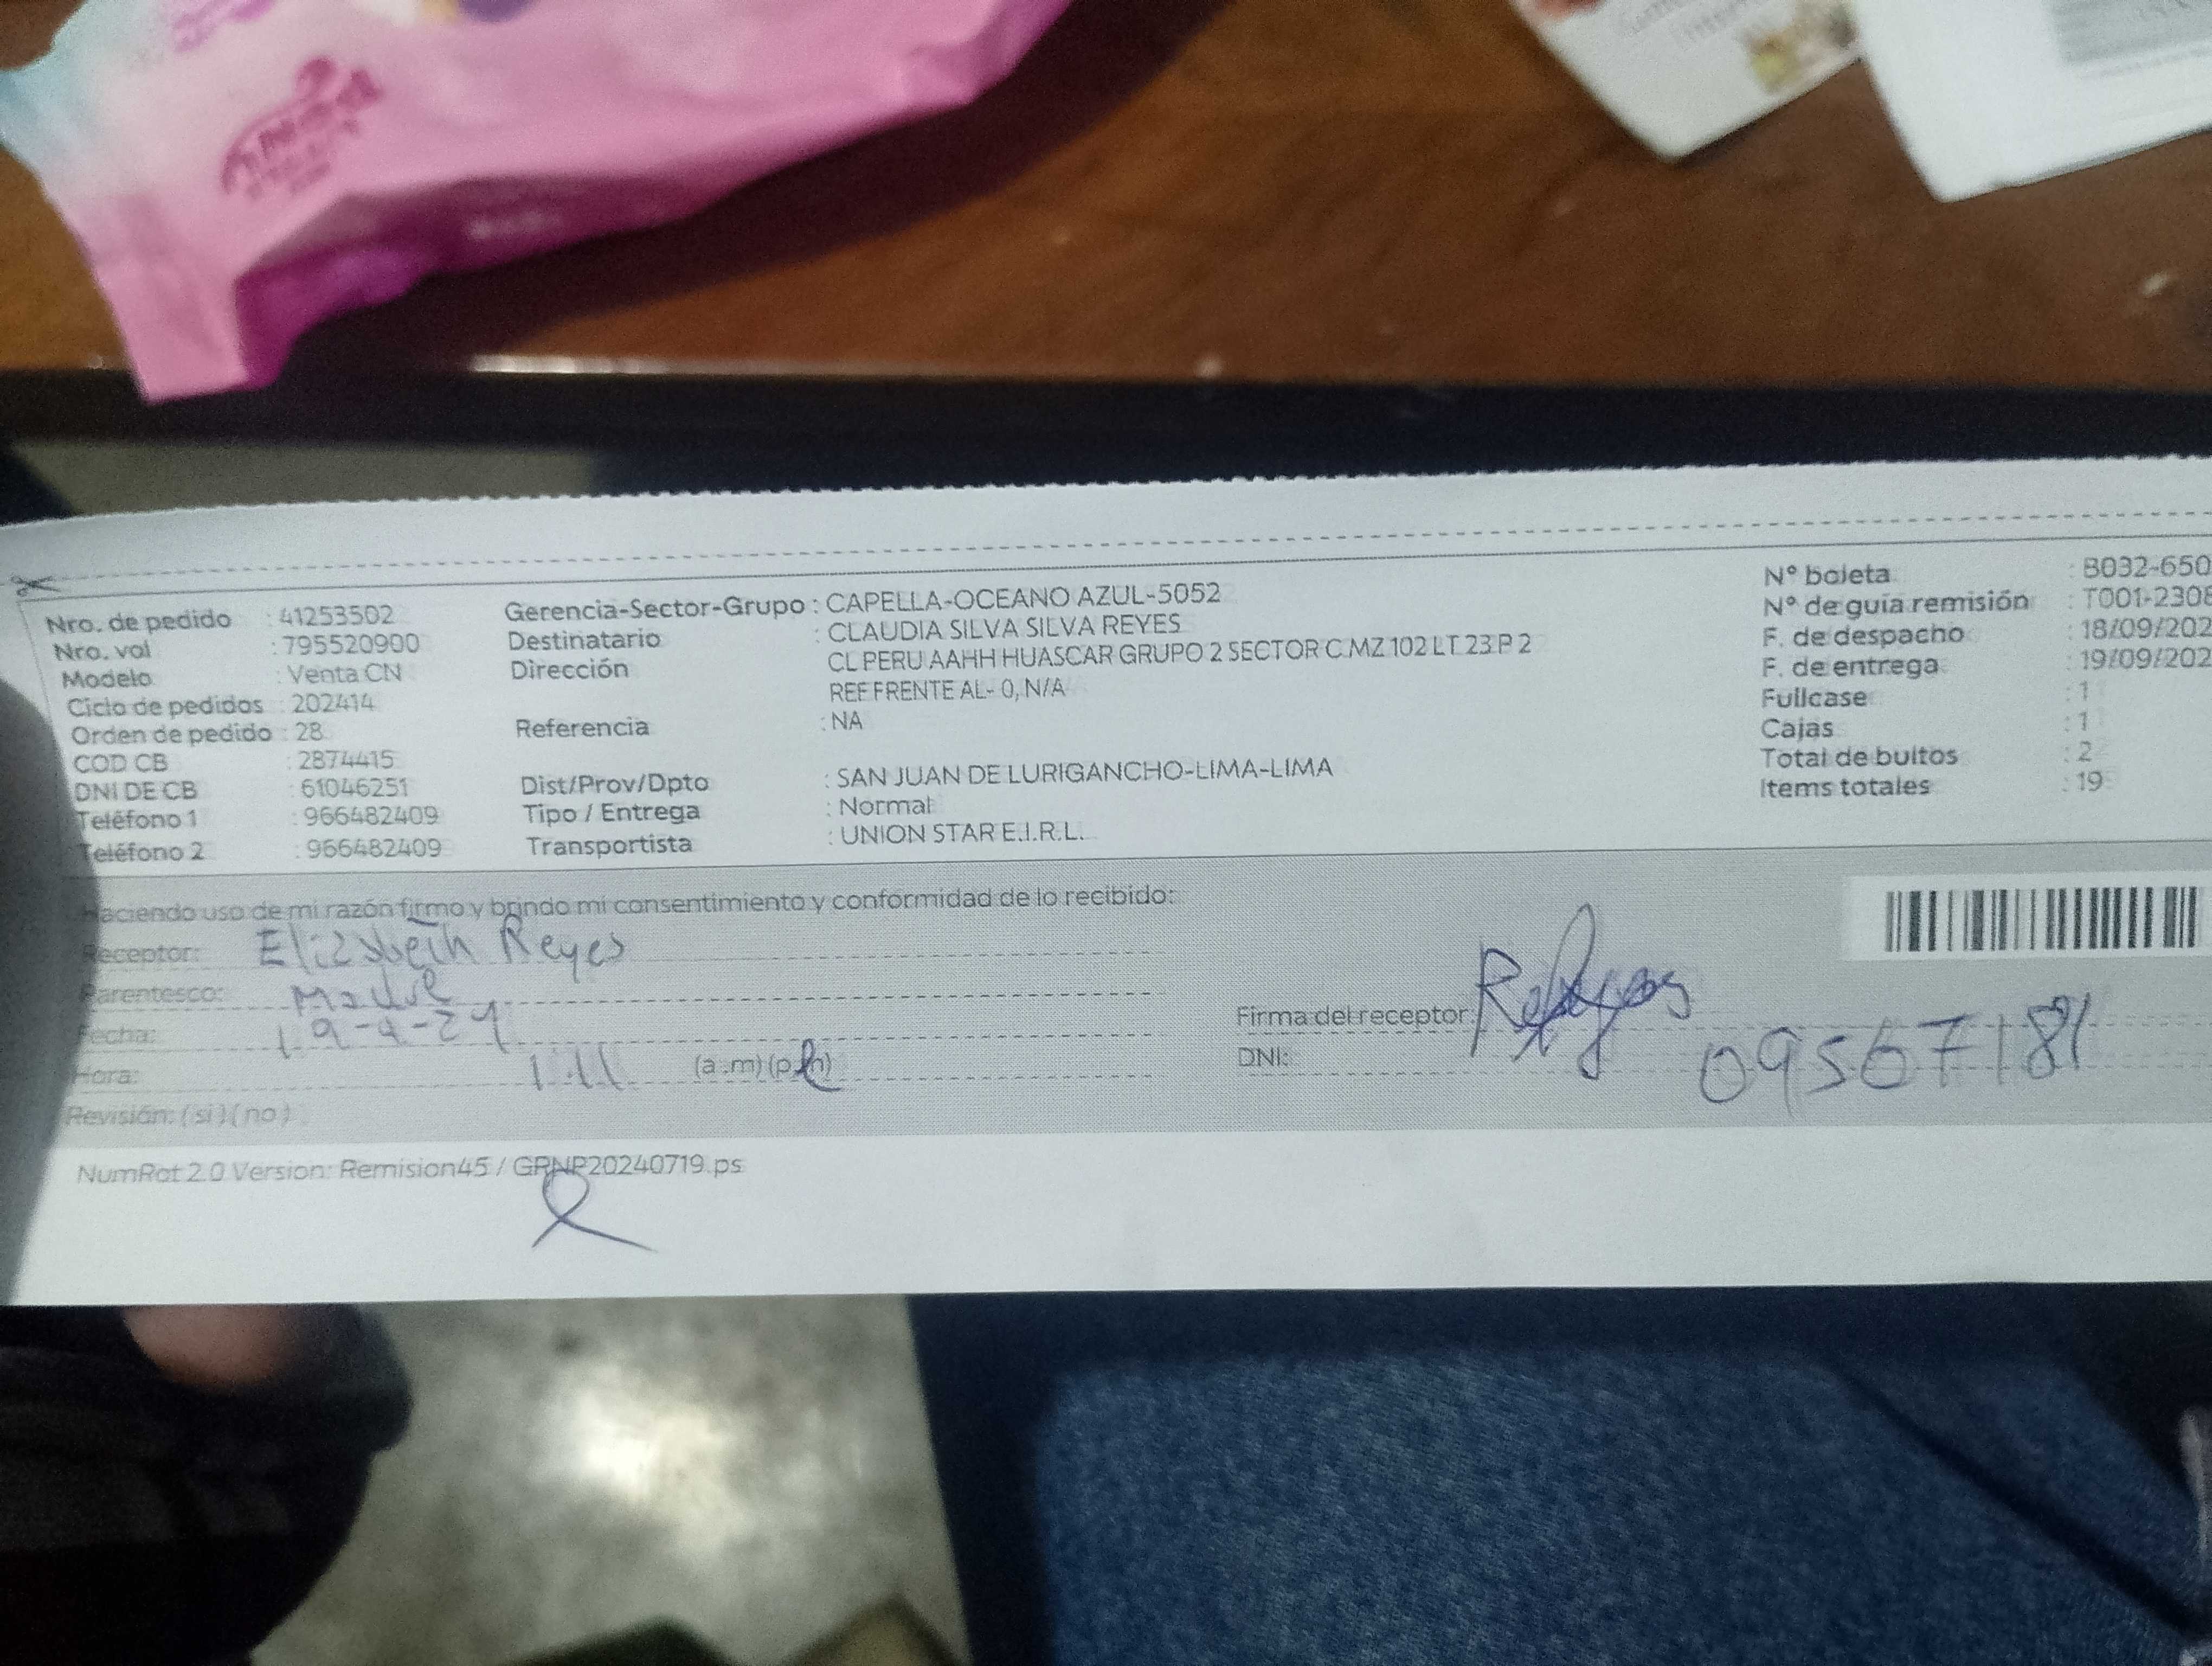 Nro. de pedido : 41253502
Nro. vol : 795520900
Modelo : Venta CN
Ciclo de pedidos : 202414
Orden de pedido : 28
COD CB : 2874415
DNI DE CB : 61046251
Teléfono 1 : 966482409
Teléfono 2 : 966482409
Gerencia-Sector-Grupo : CAPELLA-OCEANO AZUL-5052
Destinatario : CLAUDIA SILVA SILVA REYES
Dirección CL PERU AAHH HUASCAR GRUPO 2 SECTOR C MZ 102 LT 23 P 2
REF FRENTE AL- 0, N/A
Referencia : NA
Dist/Prov/Dpto : SAN JUAN DE LURIGANCHO-LIMA-LIMA
Tipo / Entrega : Normal
Transportista : UNION STAR E.I.R.L.
N° boleta : B032-650
N° de guía remisión : T001-2308
F. de despacho : 18/09/202
F. de entrega : 19/09/202
Fullcase : 1
Cajas : 1
Total de bultos : 2
Items totales : 19
Haciendo uso de mi razón firmo y brindo mi consentimiento y conformidad de lo recibido:
Receptor: Elizabeth Reyes
Parentesco: Madre
Fecha: 19-9-24
Hora: 1:11 (a.m) (p.m)
Revisión: (si) (no)
Firma del receptor: Reyes
DNI: 09567181
NumRot 2.0 Version: Remision45 / GRNP20240719.ps